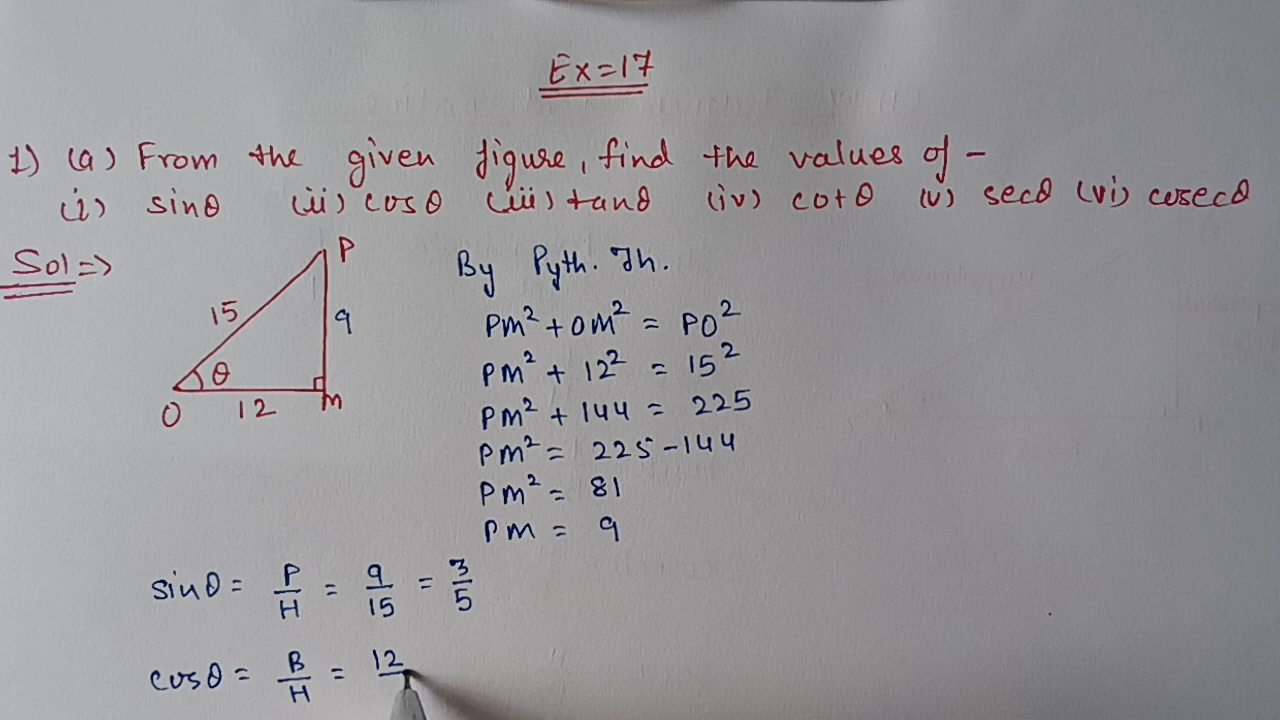 Ex=17
1) (a) From the given figure, find the values of -
(i) sinθ (ii) cosθ (iii) tanθ (iv) cotθ (v) secθ (vi) cosecθ
Sol=>
P
15
9
θ
O 12 M
By Pyth. Th.
PM² + OM² = PO²
PM² + 12² = 15²
PM² + 144 = 225
PM² = 225-144
PM² = 81
PM = 9
sinθ = P/H = 9/15 = 3/5
cosθ = B/H = 12